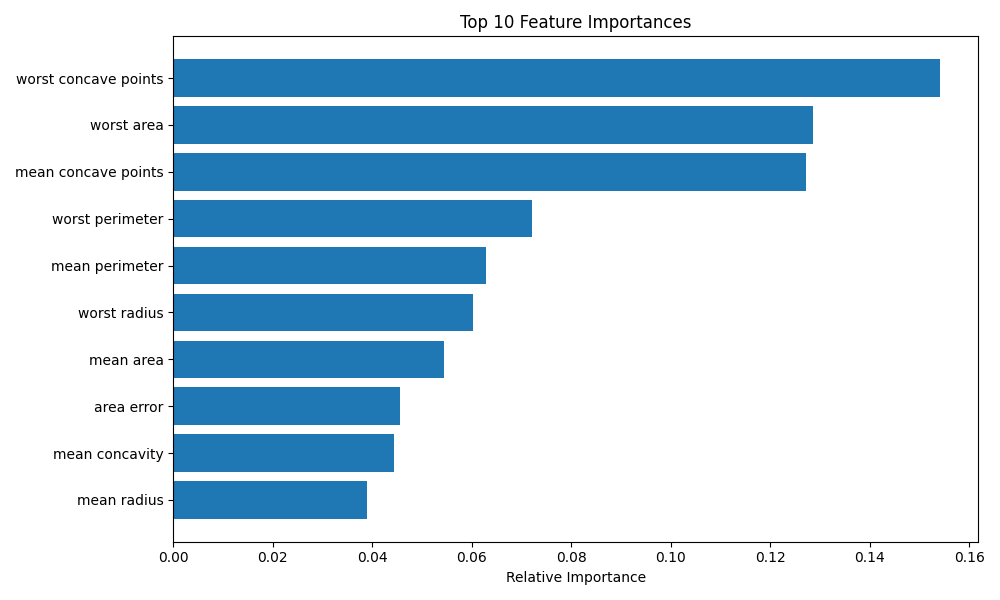 Top 10 Feature Importances
worst concave points
worst area
mean concave points
worst perimeter
mean perimeter
worst radius
mean area
area error
mean concavity
mean radius
0.00 0.02 0.04 0.06 0.08 0.10 0.12 0.14 0.16
Relative Importance